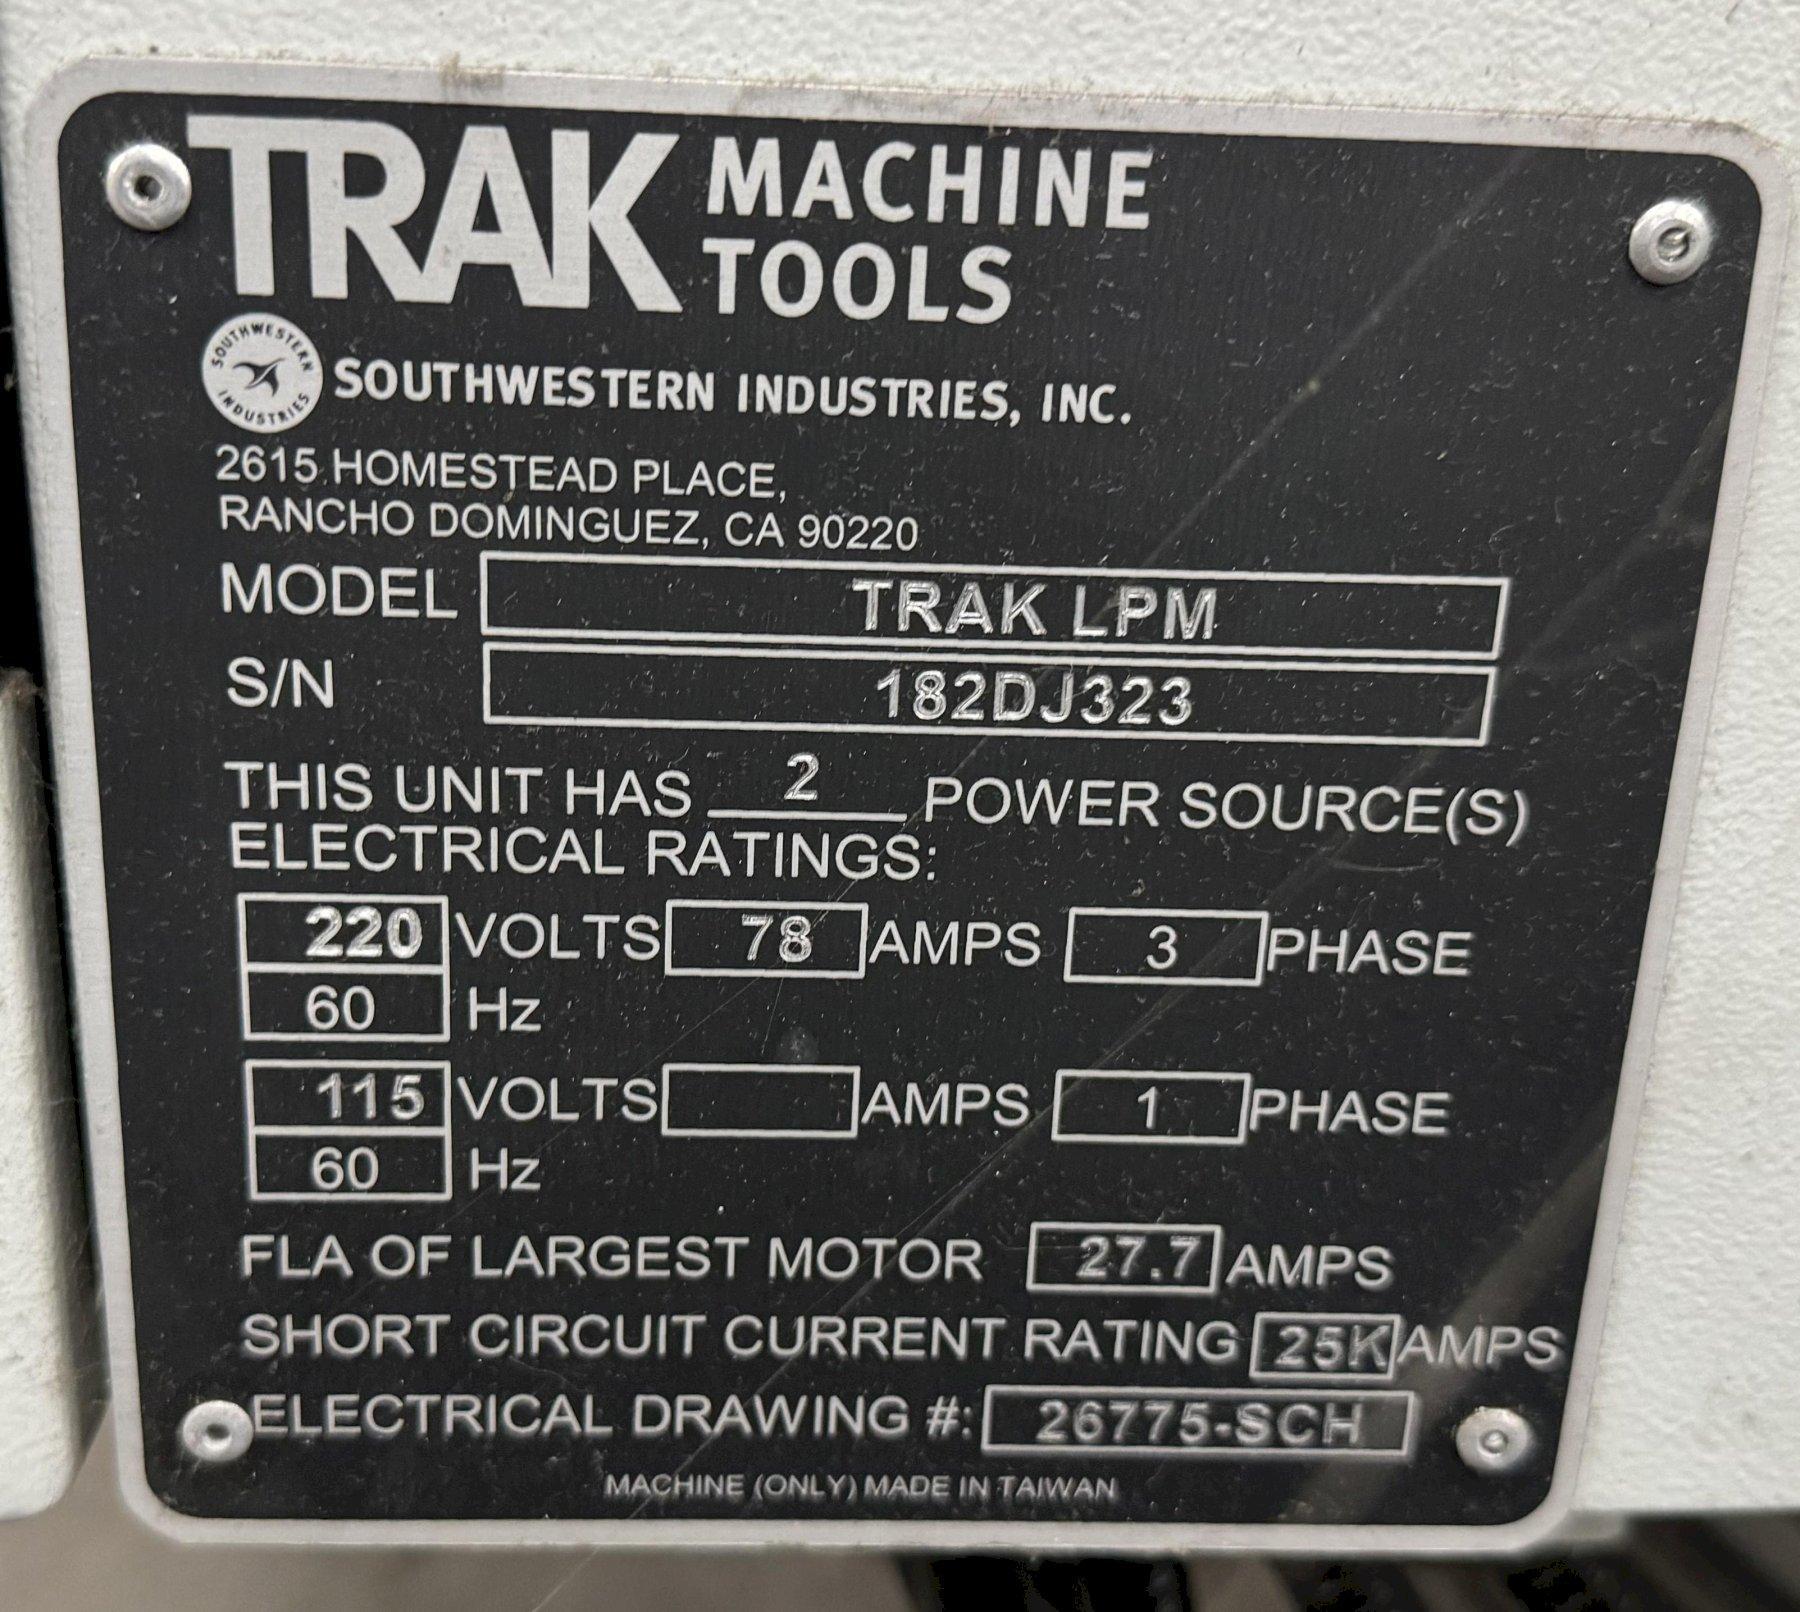 TRAK MACHINE TOOLS
SOUTHWESTERN INDUSTRIES
SOUTHWESTERN INDUSTRIES, INC.
2615 HOMESTEAD PLACE,
RANCHO DOMINGUEZ, CA 90220
MODEL TRAK LPM
S/N 182DJ323
THIS UNIT HAS 2 POWER SOURCE(S)
ELECTRICAL RATINGS:
220 VOLTS 78 AMPS 3 PHASE
60 Hz
115 VOLTS AMPS 1 PHASE
60 Hz
FLA OF LARGEST MOTOR 27.7 AMPS
SHORT CIRCUIT CURRENT RATING 25K AMPS
ELECTRICAL DRAWING #: 26775-SCH
MACHINE (ONLY) MADE IN TAIWAN